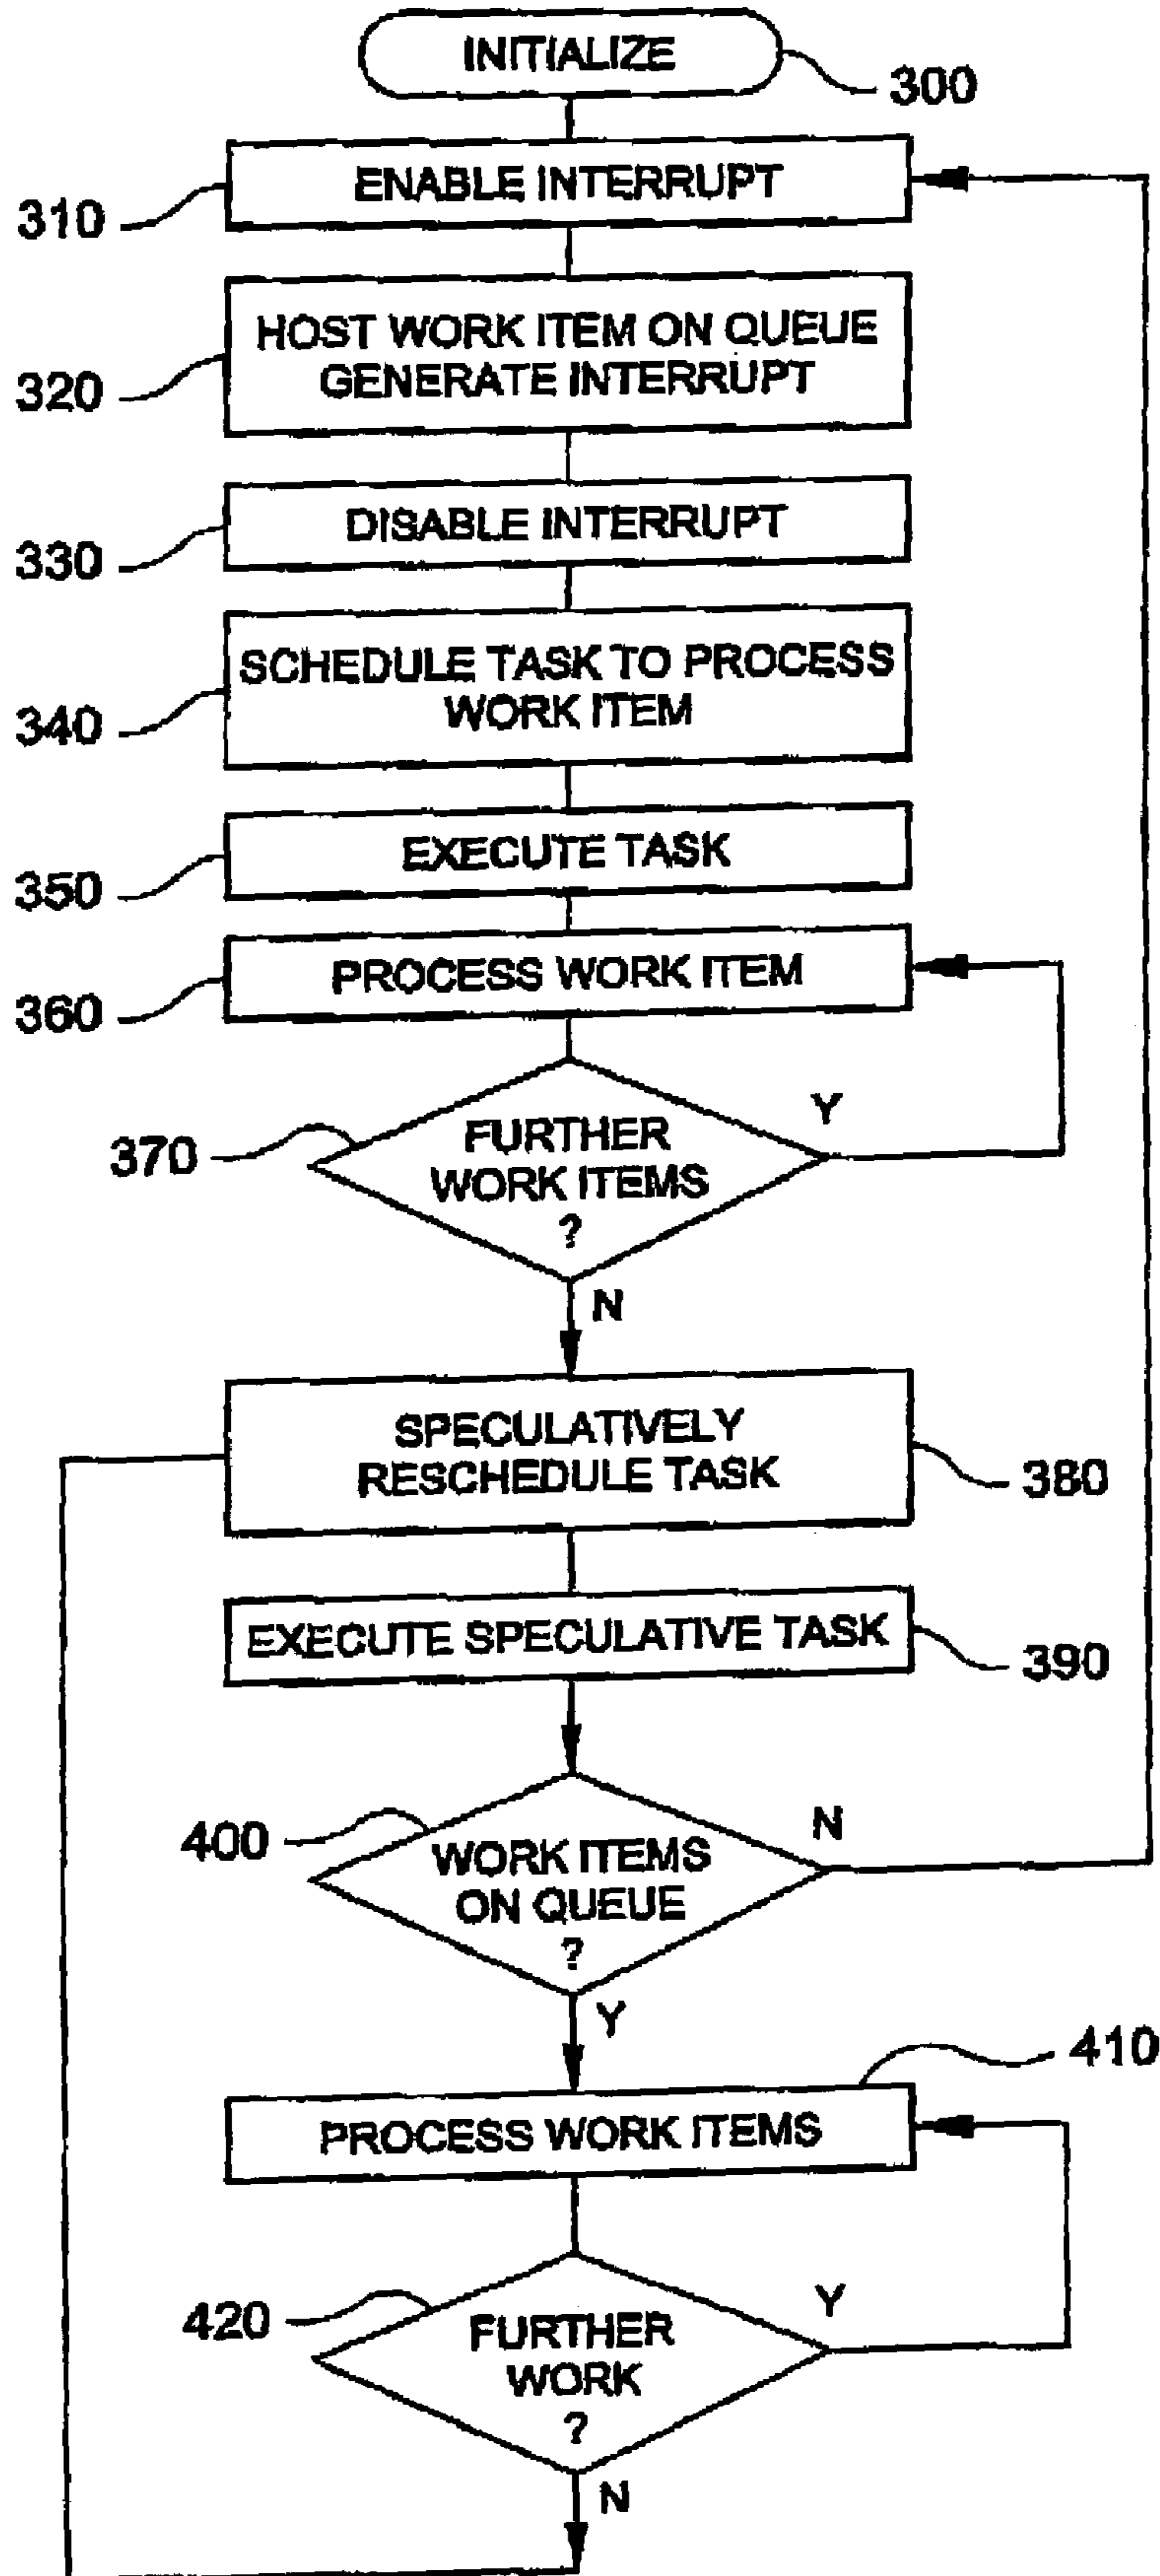 INITIALIZE
300
ENABLE INTERRUPT
310
HOST WORK ITEM ON QUEUE
GENERATE INTERRUPT
320
DISABLE INTERRUPT
330
SCHEDULE TASK TO PROCESS
WORK ITEM
340
EXECUTE TASK
350
PROCESS WORK ITEM
360
370
FURTHER
WORK ITEMS
?
Y
N
SPECULATIVELY
RESCHEDULE TASK
380
EXECUTE SPECULATIVE TASK
390
400
WORK ITEMS
ON QUEUE
?
N
Y
410
PROCESS WORK ITEMS
420
FURTHER
WORK
?
Y
N